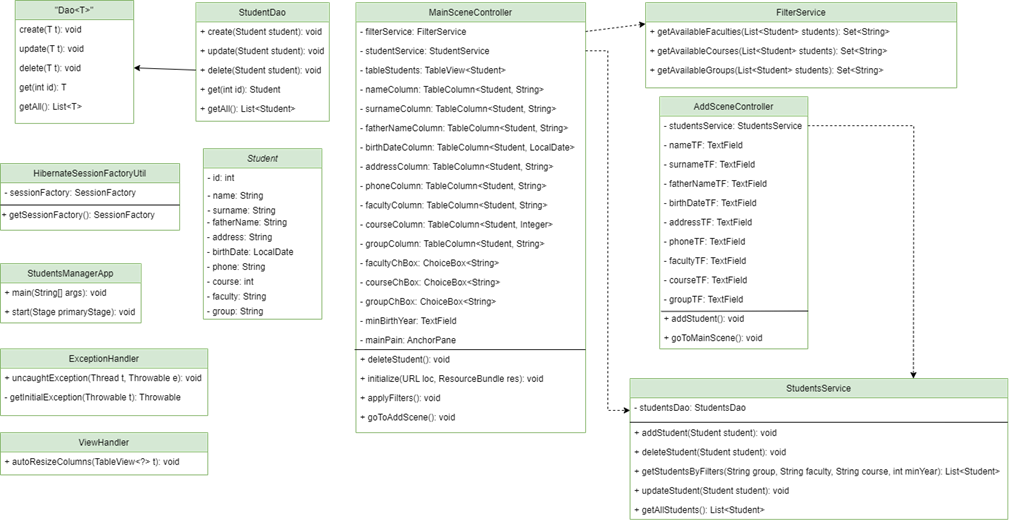 "Dao<T>"
create(T t): void
update(T t): void
delete(T t): void
get(int id): T
getAll(): List<T>
StudentDao
+ create(Student student): void
+ update(Student student): void
+ delete(Student student): void
+ get(int id): Student
+ getAll(): List<Student>
MainSceneController
- filterService: FilterService
- studentService: StudentService
- tableStudents: TableView<Student>
- nameColumn: TableColumn<Student, String>
- surnameColumn: TableColumn<Student, String>
- fatherNameColumn: TableColumn<Student, String>
- birthDateColumn: TableColumn<Student, LocalDate>
- addressColumn: TableColumn<Student, String>
- phoneColumn: TableColumn<Student, String>
- facultyColumn: TableColumn<Student, String>
- courseColumn: TableColumn<Student, Integer>
- groupColumn: TableColumn<Student, String>
- facultyChBox: ChoiceBox<String>
- courseChBox: ChoiceBox<String>
- groupChBox: ChoiceBox<String>
- minBirthYear: TextField
- mainPain: AnchorPane
+ deleteStudent(): void
+ initialize(URL loc, ResourceBundle res): void
+ applyFilters(): void
+ goToAddScene(): void
FilterService
+ getAvailableFaculties(List<Student> students): Set<String>
+ getAvailableCourses(List<Student> students): Set<String>
+ getAvailableGroups(List<Student> students): Set<String>
AddSceneController
- studentsService: StudentsService
- nameTF: TextField
- surnameTF: TextField
- fatherNameTF: TextField
- birthDateTF: TextField
- addressTF: TextField
- phoneTF: TextField
- facultyTF: TextField
- courseTF: TextField
- groupTF: TextField
+ addStudent(): void
+ goToMainScene(): void
HibernateSessionFactoryUtil
- sessionFactory: SessionFactory
+ getSessionFactory(): SessionFactory
Student
- id: int
- name: String
- surname: String
- fatherName: String
- address: String
- birthDate: LocalDate
- phone: String
- course: int
- faculty: String
- group: String
StudentsManagerApp
+ main(String[] args): void
+ start(Stage primaryStage): void
ExceptionHandler
+ uncaughtException(Thread t, Throwable e): void
- getInitialException(Throwable t): Throwable
ViewHandler
+ autoResizeColumns(TableView<?> t): void
StudentsService
- studentsDao: StudentsDao
+ addStudent(Student student): void
+ deleteStudent(Student student): void
+ getStudentsByFilters(String group, String faculty, String course, int minYear): List<Student>
+ updateStudent(Student student): void
+ getAllStudents(): List<Student>